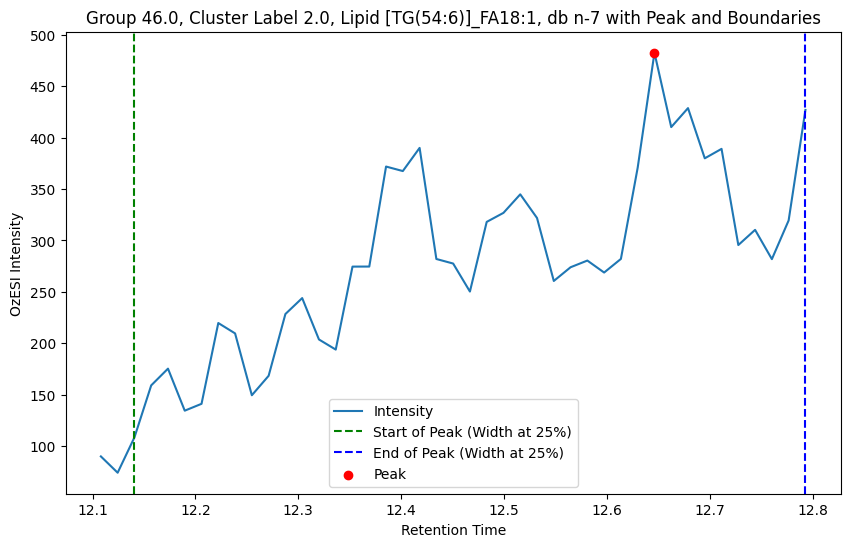 Group 46.0, Cluster Label 2.0, Lipid [TG(54:6)]_FA18:1, db n-7 with Peak and Boundaries
OzESI Intensity
500
450
400
350
300
250
200
150
100
Intensity
Start of Peak (Width at 25%)
End of Peak (Width at 25%)
Peak
12.1 12.2 12.3 12.4 12.5 12.6 12.7 12.8
Retention Time